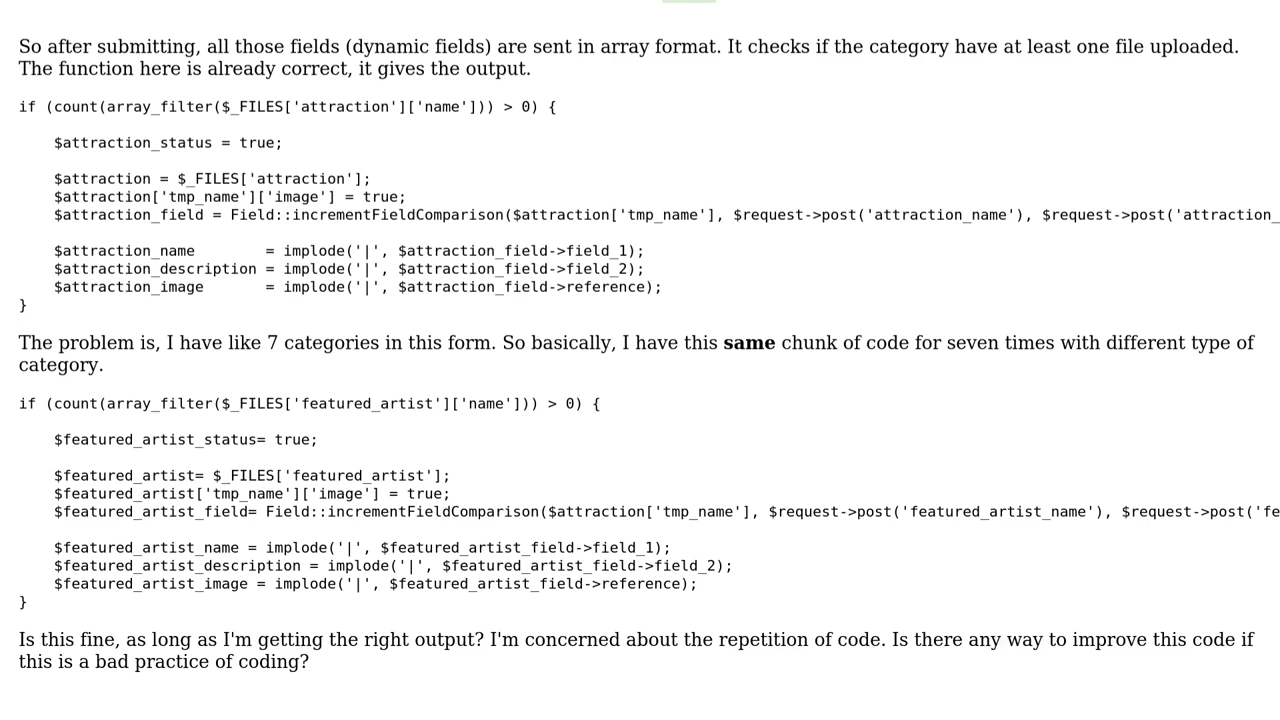 So after submitting, all those fields (dynamic fields) are sent in array format. It checks if the category have at least one file uploaded.
The function here is already correct, it gives the output.
if (count(array_filter($_FILES['attraction']['name'])) > 0) {
    $attraction_status = true;
    $attraction = $_FILES['attraction'];
    $attraction['tmp_name']['image'] = true;
    $attraction_field = Field::incrementFieldComparison($attraction['tmp_name'], $request->post('attraction_name'), $request->post('attraction_
    $attraction_name        = implode('|', $attraction_field->field_1);
    $attraction_description = implode('|', $attraction_field->field_2);
    $attraction_image       = implode('|', $attraction_field->reference);
}
The problem is, I have like 7 categories in this form. So basically, I have this same chunk of code for seven times with different type of
category.
if (count(array_filter($_FILES['featured_artist']['name'])) > 0) {
    $featured_artist_status= true;
    $featured_artist= $_FILES['featured_artist'];
    $featured_artist['tmp_name']['image'] = true;
    $featured_artist_field= Field::incrementFieldComparison($attraction['tmp_name'], $request->post('featured_artist_name'), $request->post('fe
    $featured_artist_name = implode('|', $featured_artist_field->field_1);
    $featured_artist_description = implode('|', $featured_artist_field->field_2);
    $featured_artist_image = implode('|', $featured_artist_field->reference);
}
Is this fine, as long as I'm getting the right output? I'm concerned about the repetition of code. Is there any way to improve this code if
this is a bad practice of coding?